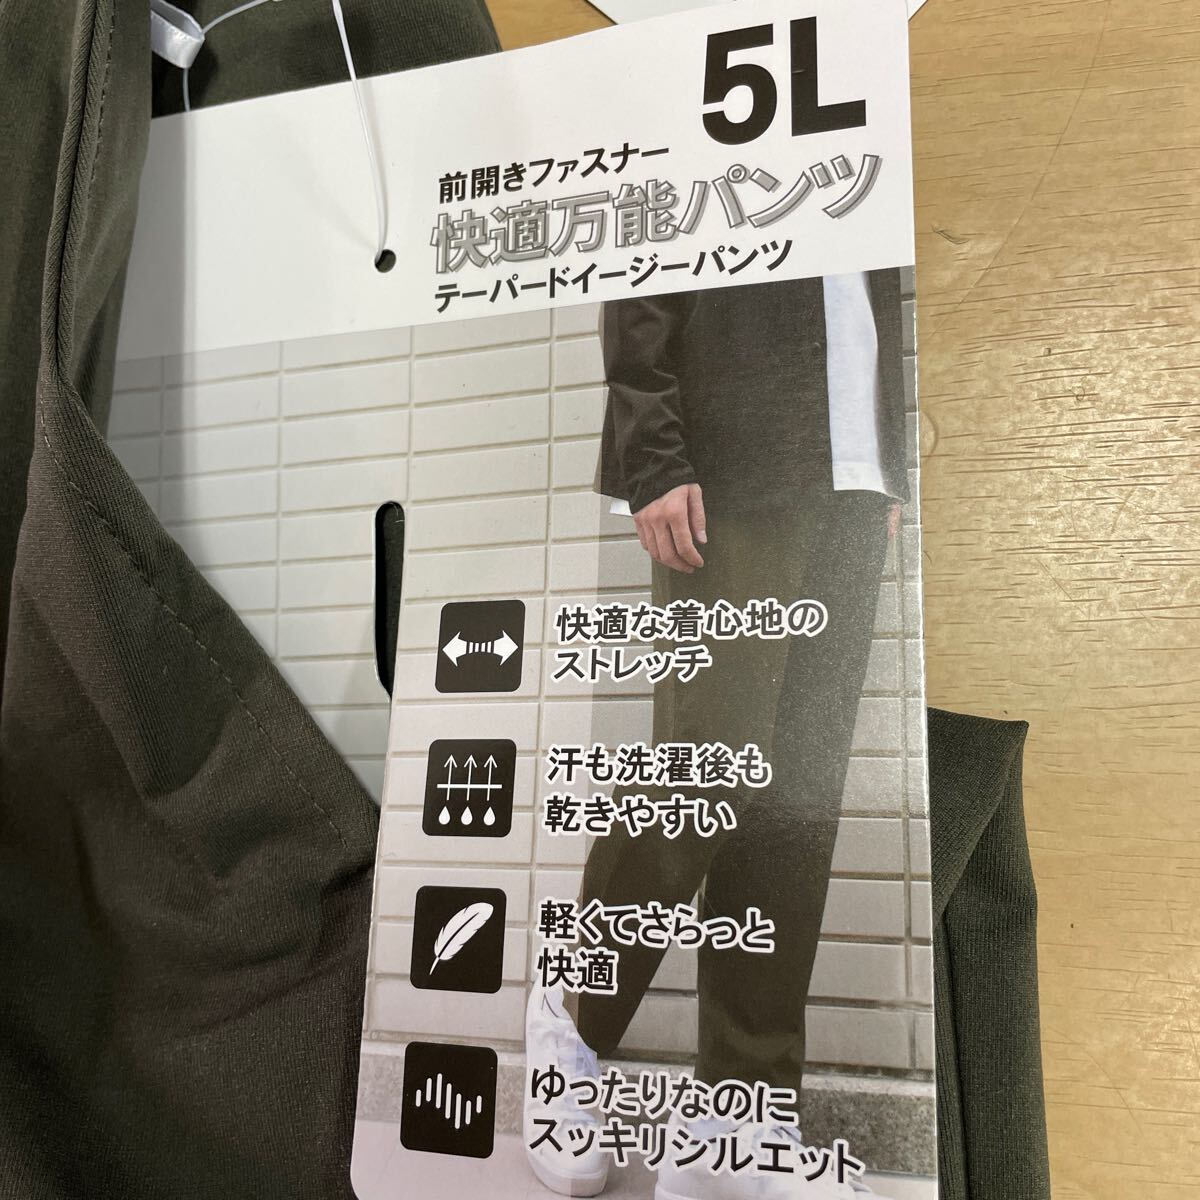 5L
前開きファスナー
快適万能パンツ
テーパードイージーパンツ
快適な着心地の
ストレッチ
汗も洗濯後も
乾きやすい
軽くてさらっと
快適
ゆったりなのに
スッキリシルエット